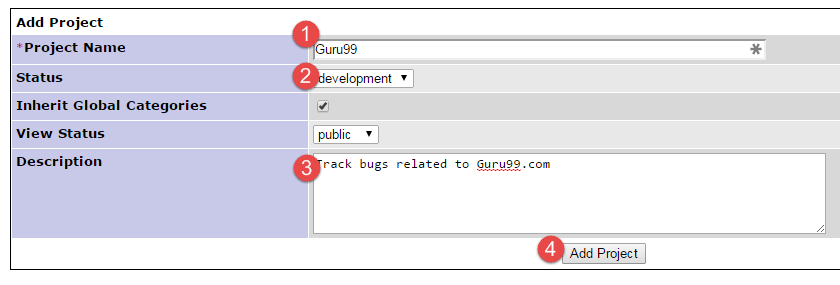 Add Project
*Project Name 1 Guru99 *
Status 2 development
Inherit Global Categories
View Status public
Description 3 Track bugs related to Guru99.com
4 Add Project